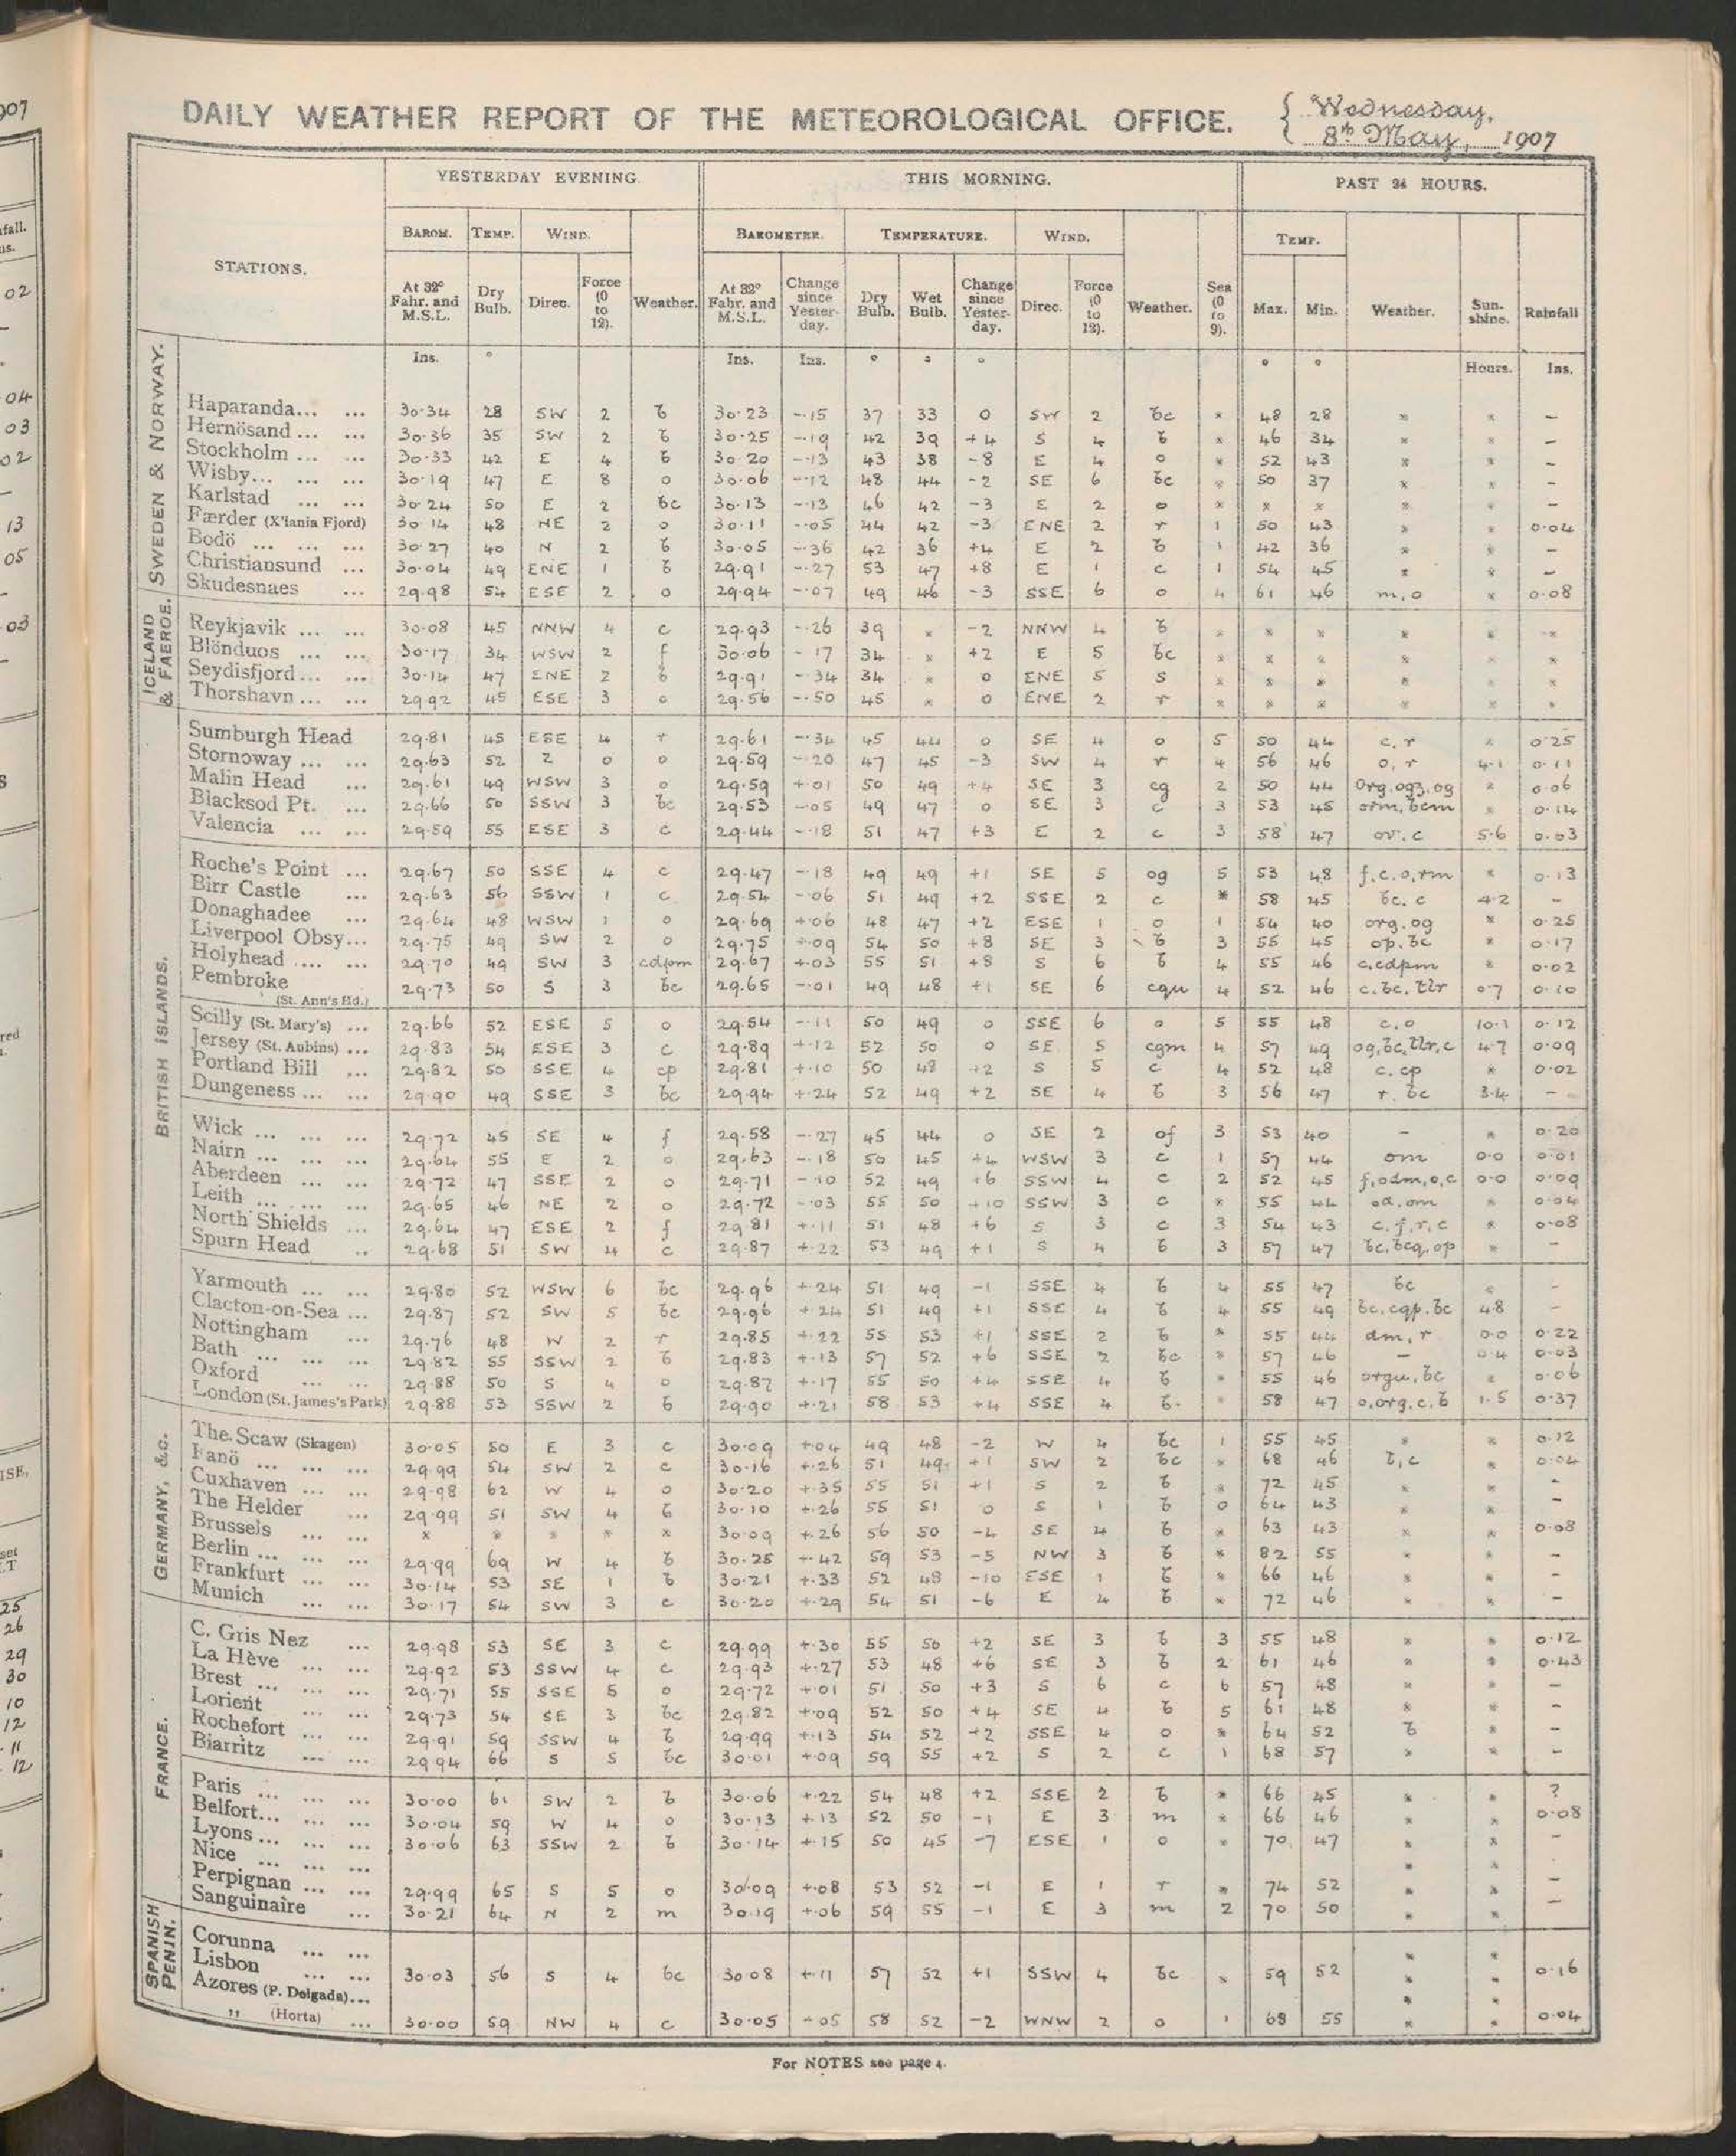 DAILY WEATHER REPORT OF THE METEOROLOGICAL OFFICE. { Wednesday,
8th May, 1907
YESTERDAY EVENING THIS MORNING. PAST 24 HOURS.
STATIONS. BAROM. TEMP. WIND. BAROMETER. TEMPERATURE. WIND. TEMP.
At 32° Fahr. and M.S.L. Dry Bulb. Direc. Force (0 to 12). Weather. At 32° Fahr. and M.S.L. Change since Yester-day. Dry Bulb. Wet Bulb. Change since Yester-day. Direc. Force (0 to 12). Weather. Sea (0 to 9). Max. Min. Weather. Sun-shine. Rainfall
Ins. ° Ins. Ins. ° ° ° ° ° Hours. Ins.
SWEDEN & NORWAY.
Haparanda... ... 30·34 28 SW 2 b 30·23 -·15 37 33 0 SW 2 bc * 48 28 * * –
Hernösand ... ... 30·36 35 SW 2 b 30·25 -·19 42 39 +4 S 4 b * 46 34 * * –
Stockholm ... ... 30·33 42 E 4 b 30·20 -·13 43 38 -8 E 4 o * 52 43 * * –
Wisby... ... ... 30·19 47 E 8 o 30·06 -·12 48 44 -2 SE 6 bc * 50 37 * * –
Karlstad ... ... 30·24 50 E 2 bc 30·13 -·13 46 42 -3 E 2 o * * * * * –
Færder (X'iania Fjord) 30·14 48 NE 2 o 30·11 -·05 44 42 -3 ENE 2 r 1 50 43 * * 0·04
Bodö ... ... ... 30·27 40 N 2 b 30·05 -·36 42 36 +4 E 2 b 1 42 36 * * –
Christiansund ... 30·04 49 ENE 1 b 29·91 -·27 53 47 +8 E 1 c 1 54 45 * * –
Skudesnaes ... 29·98 54 ESE 2 o 29·94 -·07 49 46 -3 SSE 6 o 4 61 46 m,o * 0·08
ICELAND & FAEROE.
Reykjavik ... ... 30·08 45 NNW 4 c 29·93 -·26 39 * -2 NNW 4 b * * * * * *
Blönduos ... ... 30·17 34 WSW 2 f 30·06 -·17 34 * +2 E 5 bc * * * * * *
Seydisfjord ... ... 30·14 47 ENE 2 b 29·91 -·34 34 * 0 ENE 5 s * * * * * *
Thorshavn ... ... 29·92 45 ESE 3 c 29·56 -·50 45 * 0 ENE 2 r * * * * * *
BRITISH ISLANDS.
Sumburgh Head 29·81 45 ESE 4 r 29·61 -·34 45 44 0 SE 4 o 5 50 44 c, r * 0·25
Stornoway ... ... 29·63 52 Z 0 o 29·59 -·20 47 45 -3 SW 4 r 4 56 46 o, r 4·1 0·11
Malin Head ... 29·61 49 WSW 3 o 29·59 +·01 50 49 +4 SE 3 cg 2 50 44 org.ogz.og * 0·06
Blacksod Pt. ... 29·66 50 SSW 3 bc 29·53 -·05 49 47 0 SE 3 c 3 53 45 orm, bcm * 0·14
Valencia ... ... 29·59 55 ESE 3 c 29·44 -·18 51 47 +3 E 2 c 3 58 47 or. c 5·6 0·03
Roche's Point ... 29·67 50 SSE 4 c 29·47 -·18 49 49 +1 SE 5 og 5 53 48 f.c.o,rm * 0·13
Birr Castle ... 29·63 56 SSW 1 c 29·54 -·06 51 49 +2 SSE 2 c * 58 45 bc. c 4·2 –
Donaghadee ... 29·64 48 WSW 1 o 29·69 +·06 48 47 +2 ESE 1 o 1 54 40 org.og * 0·25
Liverpool Obsy... 29·75 49 SW 2 o 29·75 +·09 54 50 +8 SE 3 b 3 55 45 op. bc * 0·17
Holyhead .... ... 29·70 49 SW 3 cdpm 29·67 +·03 55 51 +8 S 6 b 4 55 46 c,cdpm * 0·02
Pembroke (St. Ann's Hd.) 29·73 50 S 3 bc 29·65 -·01 49 48 +1 SE 6 cqu 4 52 46 c.bc.tlr 0·7 0·10
Scilly (St. Mary's) ... 29·66 52 ESE 5 o 29·54 -·11 50 49 0 SSE 6 o 5 55 48 c.o 10·1 0·12
Jersey (St. Aubins) ... 29·83 54 ESE 3 c 29·89 +·12 52 50 0 SE 5 cgm 4 57 49 og,bc,tlr,c 4·7 0·09
Portland Bill ... 29·82 50 SSE 4 cp 29·81 +·10 50 48 +2 S 5 c 4 52 48 c. cp * 0·02
Dungeness ... ... 29·90 49 SSE 3 bc 29·94 +·24 52 49 +2 SE 4 b 3 56 47 r. bc 3·4 –
Wick ... ... ... 29·72 45 SE 4 f 29·58 -·27 45 44 0 SE 2 of 3 53 40 – * 0·20
Nairn ... ... ... 29·64 55 E 2 o 29·63 -·18 50 45 +4 WSW 3 c 1 57 44 om 0·0 0·01
Aberdeen ... ... 29·72 47 SSE 2 o 29·71 -·10 52 49 +6 SSW 4 c 2 52 45 f,odm,o,c 0·0 0·09
Leith ... ... ... 29·65 46 NE 2 o 29·72 -·03 55 50 +10 SSW 3 c * 55 44 od.om * 0·04
North Shields ... 29·64 47 ESE 2 f 29·81 +·11 51 48 +6 S 3 c 3 54 43 c.f,r,c * 0·08
Spurn Head .. 29·68 51 SW 4 c 29·87 +·22 53 49 +1 S 4 b 3 57 47 bc.bcq.op * –
Yarmouth ... ... 29·80 52 WSW 6 bc 29·96 +·24 51 49 -1 SSE 4 b 4 55 47 bc * –
Clacton-on-Sea ... 29·87 52 SW 5 bc 29·96 +·24 51 49 +1 SSE 4 b 4 55 49 bc.cqp.bc 4·8 –
Nottingham ... 29·76 48 W 2 r 29·85 +·22 55 53 +1 SSE 2 b * 55 44 dm, r 0·0 0·22
Bath ... ... ... 29·82 55 SSW 2 b 29·83 +·13 57 52 +6 SSE 2 bc * 57 46 – 0·4 0·03
Oxford ... ... 29·88 50 S 4 o 29·87 +·17 55 50 +4 SSE 4 b * 55 46 orqu,bc * 0·06
London (St. James's Park) 29·88 53 SSW 2 b 29·90 +·21 58 53 +4 SSE 4 b * 58 47 o,org.c.b 1·5 0·37
GERMANY, &c.
The Scaw (Skagen) 30·05 50 E 3 c 30·09 +·04 49 48 -2 W 4 bc 1 55 45 * * 0·12
Fanö ... ... ... 29·99 54 SW 2 c 30·16 +·26 51 49 +1 SW 2 bc * 68 46 b,c * 0·04
Cuxhaven ... ... 29·98 62 W 4 o 30·20 +·35 55 51 +1 S 2 b * 72 45 * * –
The Helder ... 29·99 51 SW 4 b 30·10 +·26 55 51 0 S 1 b 0 64 43 * * –
Brussels ... ... * * * * * 30·09 +·26 56 50 -4 SE 4 b * 63 43 * * 0·08
Berlin ... ... ... 29·99 69 W 4 b 30·25 +·42 59 53 -5 NW 3 b * 82 55 * * –
Frankfurt ... ... 30·14 53 SE 1 b 30·21 +·33 52 48 -10 ESE 1 b * 66 46 * * –
Munich ... ... 30·17 54 SW 3 c 30·20 +·29 54 51 -6 E 4 b * 72 46 * * –
FRANCE.
C. Gris Nez ... 29·98 53 SE 3 c 29·99 +·30 55 50 +2 SE 3 b 3 55 48 * * 0·12
La Hève ... ... 29·92 53 SSW 4 c 29·93 +·27 53 48 +6 SE 3 b 2 61 46 * * 0·43
Brest ... ... ... 29·71 55 SSE 5 o 29·72 +·01 51 50 +3 S 6 c 6 57 48 * * –
Lorient ... ... 29·73 54 SE 3 bc 29·82 +·09 52 50 +4 SE 4 b 5 61 48 * * –
Rochefort ... ... 29·91 59 SSW 4 b 29·99 +·13 54 52 +2 SSE 4 o * 64 52 b * –
Biarritz ... ... 29·94 66 S 5 bc 30·01 +·09 59 55 +2 S 2 c 1 68 57 * * –
Paris ... ... ... 30·00 61 SW 2 b 30·06 +·22 54 48 +2 SSE 2 b * 66 45 * * ?
Belfort... ... ... 30·04 59 W 4 o 30·13 +·13 52 50 -1 E 3 m * 66 46 * * 0·08
Lyons ... ... ... 30·06 63 SSW 2 b 30·14 +·15 50 45 -7 ESE 1 o * 70 47 * * –
Nice ... ... ... * *
Perpignan ... ... 29·99 65 S 5 o 30·09 +·08 53 52 -1 E 1 r * 74 52 * * –
Sanguinaire ... 30·21 64 N 2 m 30·19 +·06 59 55 -1 E 3 m 2 70 50 * * –
SPANISH PENIN.
Corunna ... ... * *
Lisbon ... ... 30·03 56 S 4 bc 30·08 +·11 57 52 +1 SSW 4 bc * 59 52 * * 0·16
Azores (P. Delgada)... * *
,, (Horta) ... 30·00 59 NW 4 c 30·05 +·05 58 52 -2 WNW 2 o 1 68 55 * * 0·04
For NOTES see page 4.